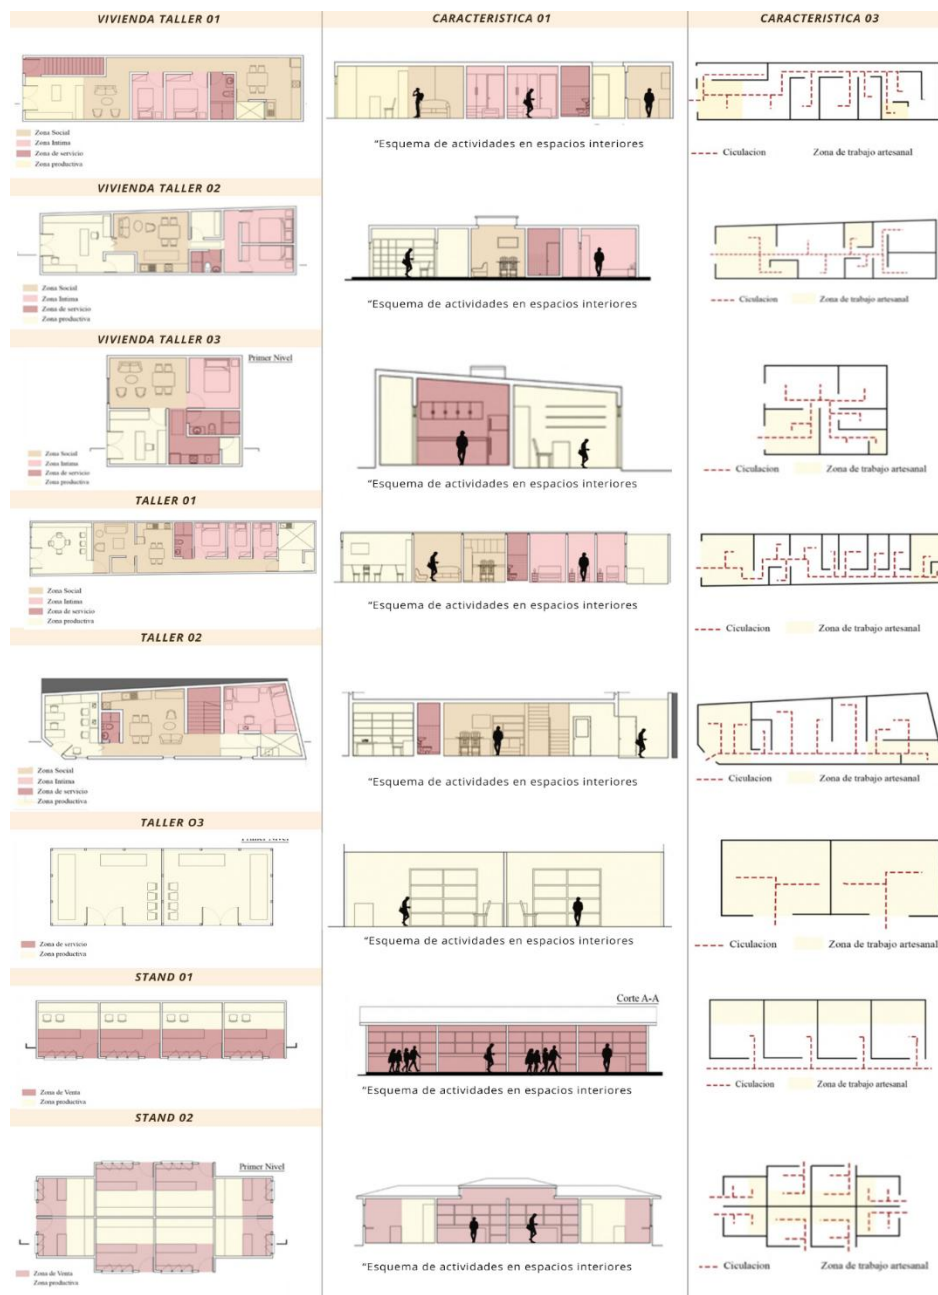 VIVIENDA TALLER 01
CARACTERISTICA 01
CARACTERISTICA 03
Zona Social
Zona Intima
Zona de servicio
Zona productiva
“Esquema de actividades en espacios interiores
Ciculacion
Zona de trabajo artesanal
VIVIENDA TALLER 02
Zona Social
Zona Intima
Zona de servicio
Zona productiva
“Esquema de actividades en espacios interiores
Ciculacion
Zona de trabajo artesanal
VIVIENDA TALLER 03
Primer Nivel
Zona Social
Zona Intima
Zona de servicio
Zona productiva
“Esquema de actividades en espacios interiores
Ciculacion
Zona de trabajo artesanal
TALLER 01
Zona Social
Zona Intima
Zona de servicio
Zona productiva
“Esquema de actividades en espacios interiores
Ciculacion
Zona de trabajo artesanal
TALLER 02
Zona Social
Zona Intima
Zona de servicio
Zona productiva
“Esquema de actividades en espacios interiores
Ciculacion
Zona de trabajo artesanal
TALLER O3
Primer Nivel
Zona de servicio
Zona productiva
“Esquema de actividades en espacios interiores
Ciculacion
Zona de trabajo artesanal
STAND 01
Corte A-A
Zona de Venta
Zona productiva
“Esquema de actividades en espacios interiores
Ciculacion
Zona de trabajo artesanal
STAND 02
Primer Nivel
Zona de Venta
Zona productiva
“Esquema de actividades en espacios interiores
Ciculacion
Zona de trabajo artesanal